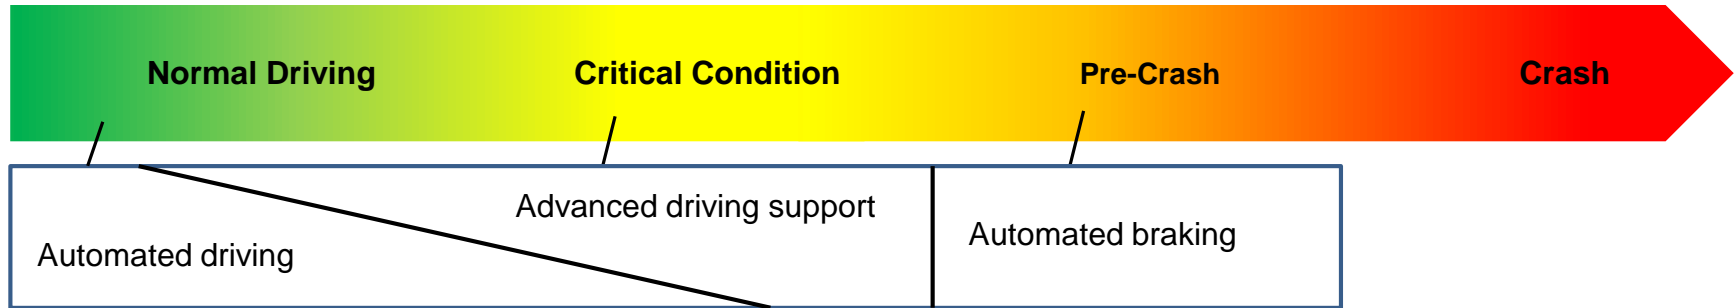 Normal Driving
Critical Condition
Pre-Crash
Crash
Advanced driving support
Automated braking
Automated driving